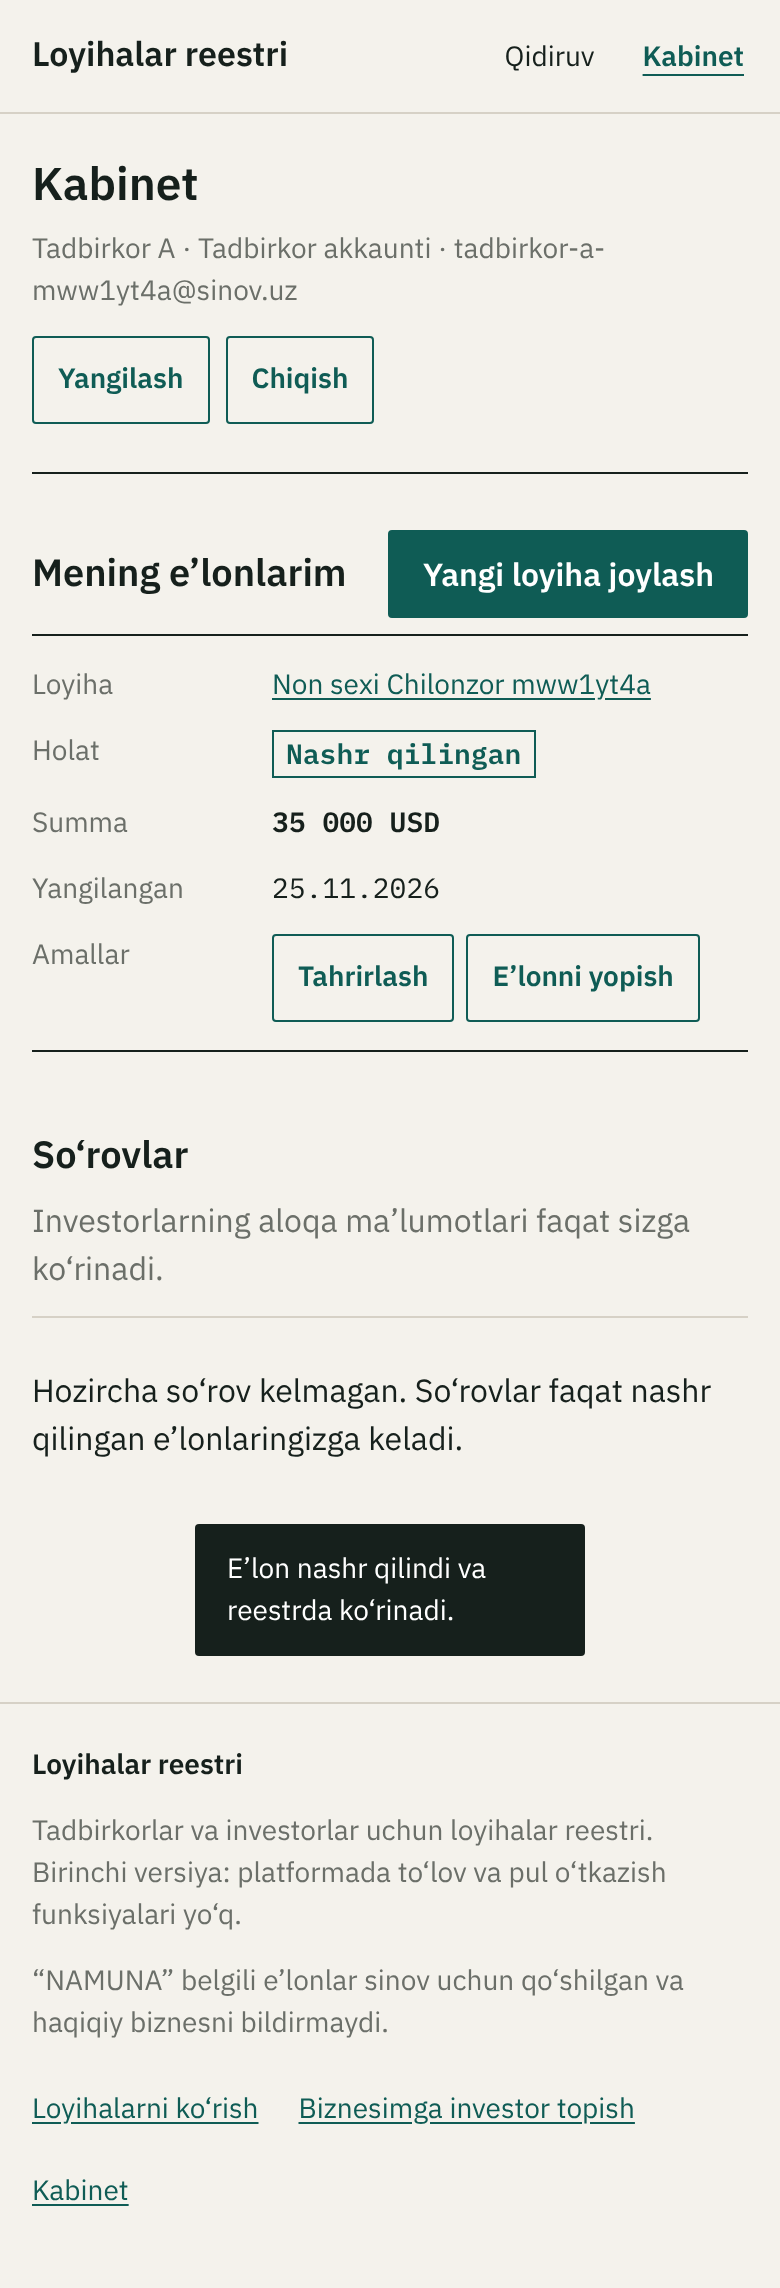 Loyihalar reestri
Qidiruv
Kabinet
Kabinet
Tadbirkor A · Tadbirkor akkaunti · tadbirkor-a-
mww1yt4a@sinov.uz
Yangilash
Chiqish
Mening e’lonlarim
Yangi loyiha joylash
Loyiha
Non sexi Chilonzor mww1yt4a
Holat
Nashr qilingan
Summa
35 000 USD
Yangilangan
25.11.2026
Amallar
Tahrirlash
E’lonni yopish
So‘rovlar
Investorlarning aloqa ma’lumotlari faqat sizga
ko‘rinadi.
Hozircha so‘rov kelmagan. So‘rovlar faqat nashr
qilingan e’lonlaringizga keladi.
E’lon nashr qilindi va
reestrda ko‘rinadi.
Loyihalar reestri
Tadbirkorlar va investorlar uchun loyihalar reestri.
Birinchi versiya: platformada to‘lov va pul o‘tkazish
funksiyalari yo‘q.
“NAMUNA” belgili e’lonlar sinov uchun qo‘shilgan va
haqiqiy biznesni bildirmaydi.
Loyihalarni ko‘rish
Biznesimga investor topish
Kabinet